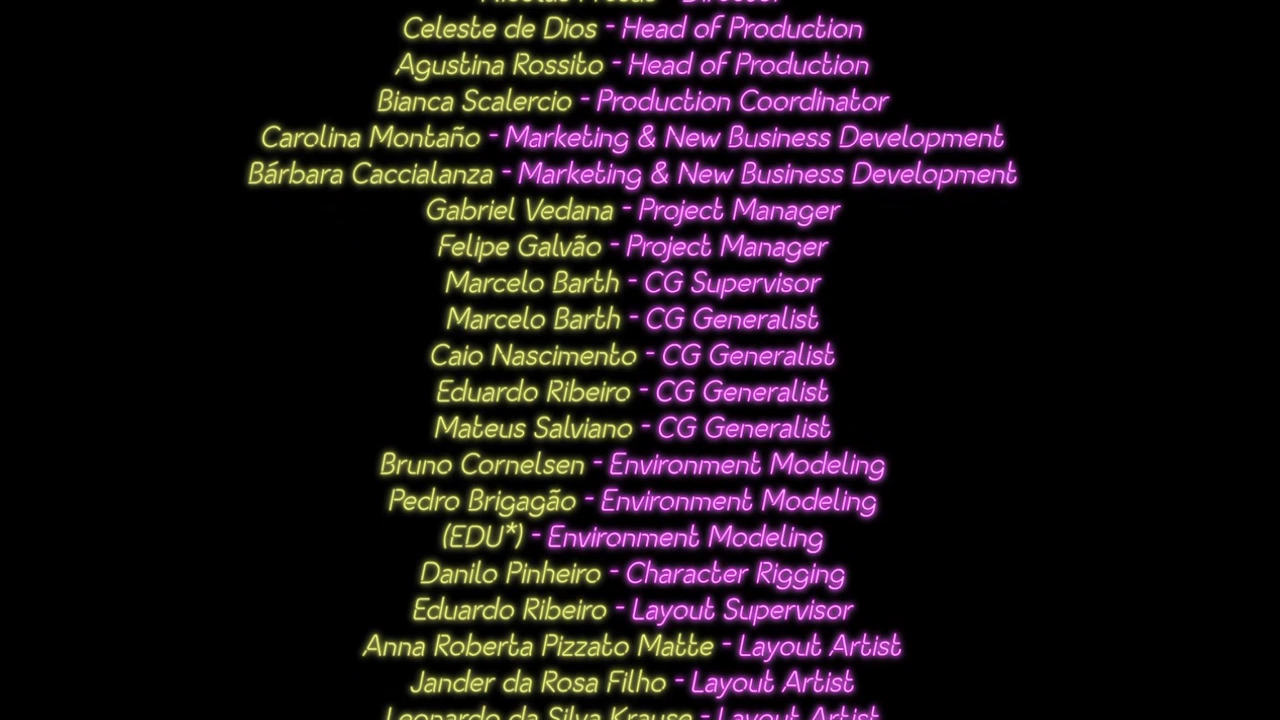 Director
Celeste de Dios - Head of Production
Agustina Rossito - Head of Production
Bianca Scalercio - Production Coordinator
Carolina Montaño - Marketing & New Business Development
Bárbara Caccialanza - Marketing & New Business Development
Gabriel Vedana - Project Manager
Felipe Galvão - Project Manager
Marcelo Barth - CG Supervisor
Marcelo Barth - CG Generalist
Caio Nascimento - CG Generalist
Eduardo Ribeiro - CG Generalist
Mateus Salviano - CG Generalist
Bruno Cornelsen - Environment Modeling
Pedro Brigagão - Environment Modeling
(EDU*) - Environment Modeling
Danilo Pinheiro - Character Rigging
Eduardo Ribeiro - Layout Supervisor
Anna Roberta Pizzato Matte - Layout Artist
Jander da Rosa Filho - Layout Artist
Leonardo da Silva Krause - Layout Artist